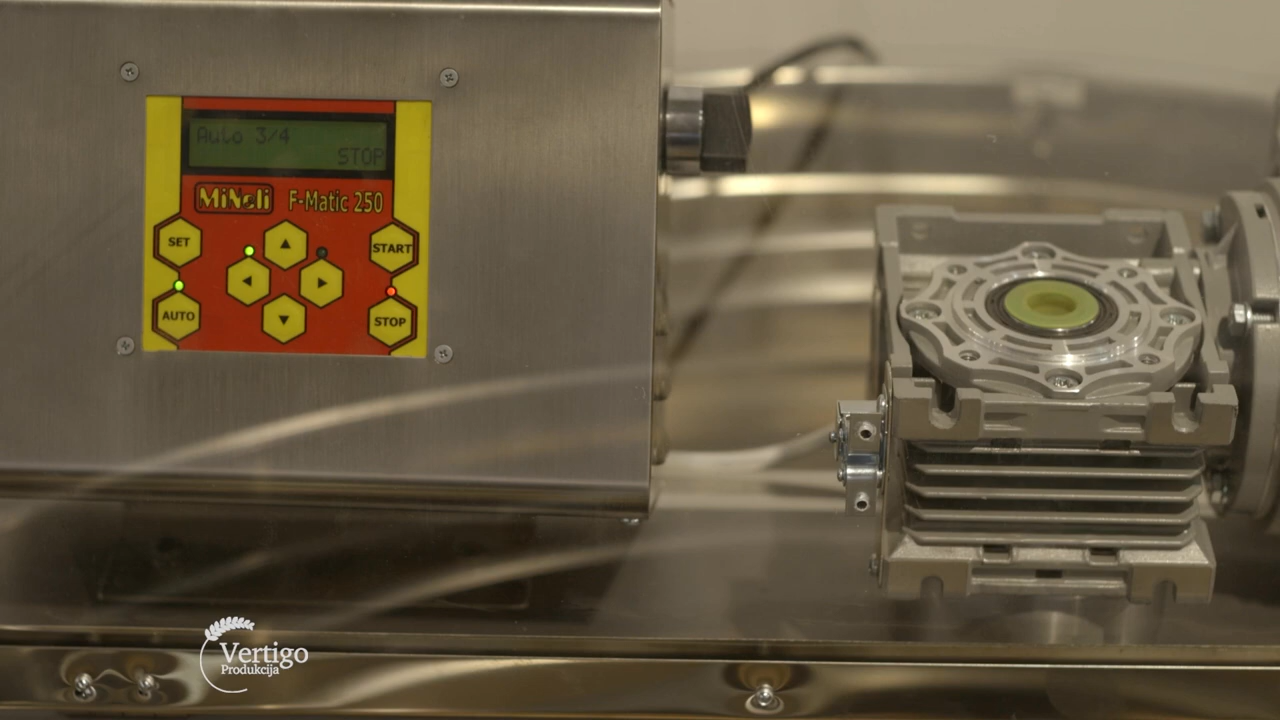 Auto 3/4
STOP
MiNeli F-Matic 250
SET
START
AUTO
STOP
Vertigo
Produkcija